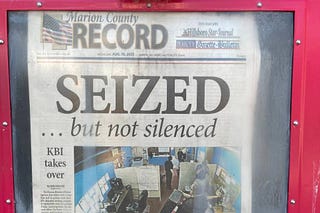 Marion County
RECORD
Hillsboro Star-Journal
SEIZED
... but not silenced
KBI
takes
over